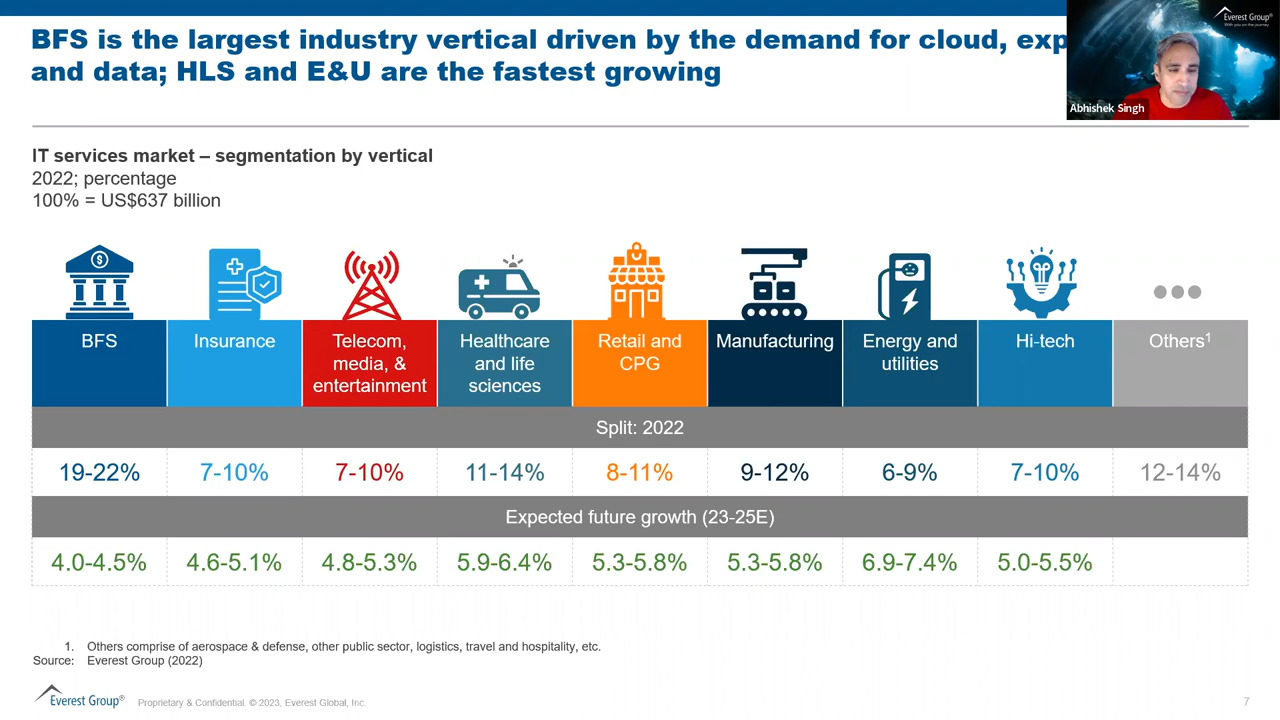 BFS is the largest industry vertical driven by the demand for cloud, exp
and data; HLS and E&U are the fastest growing
Everest Group®
With you on the journey
Abhishek Singh
IT services market – segmentation by vertical
2022; percentage
100% = US$637 billion
$
BFS
Insurance
Telecom,
media, &
entertainment
Healthcare
and life
sciences
Retail and
CPG
Manufacturing
Energy and
utilities
Hi-tech
Others¹
Split: 2022
19-22% 7-10% 7-10% 11-14% 8-11% 9-12% 6-9% 7-10% 12-14%
Expected future growth (23-25E)
4.0-4.5% 4.6-5.1% 4.8-5.3% 5.9-6.4% 5.3-5.8% 5.3-5.8% 6.9-7.4% 5.0-5.5%
1. Others comprise of aerospace & defense, other public sector, logistics, travel and hospitality, etc.
Source: Everest Group (2022)
Everest Group® Proprietary & Confidential. © 2023, Everest Global, Inc. 7